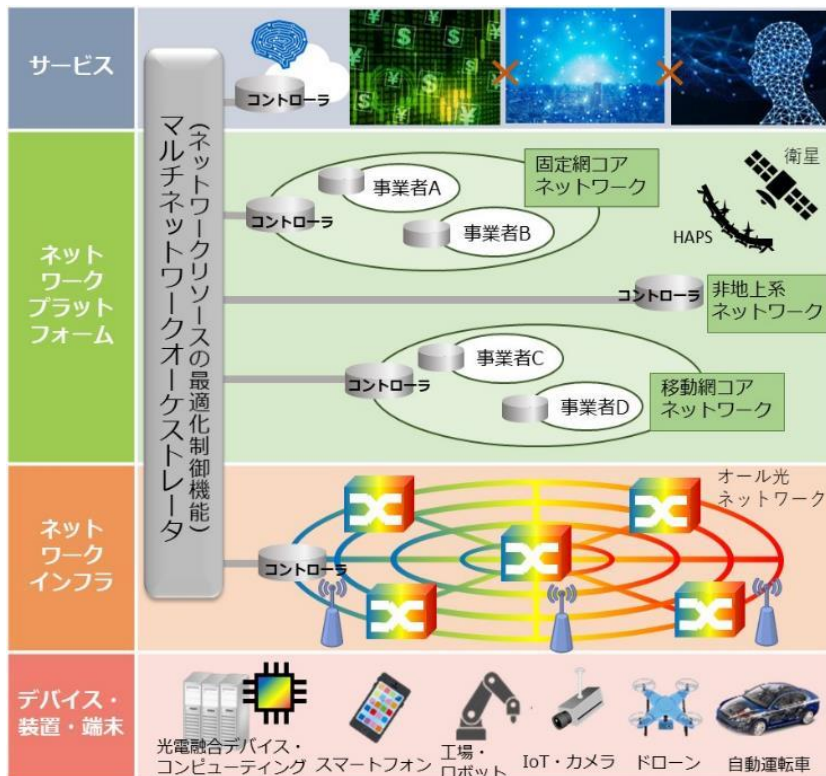 サービス
コントローラ
マルチネットワークオーケストレータ
(ネットワークリソースの最適化制御機能)
ネット
ワーク
プラット
フォーム
コントローラ
事業者A
事業者B
固定網コア
ネットワーク
衛星
HAPS
コントローラ
非地上系
ネットワーク
コントローラ
事業者C
事業者D
移動網コア
ネットワーク
ネット
ワーク
インフラ
コントローラ
オール光
ネットワーク
デバイス・
装置・端末
光電融合デバイス・
コンピューティング
スマートフォン
工場・
ロボット
IoT・カメラ
ドローン
自動運転車